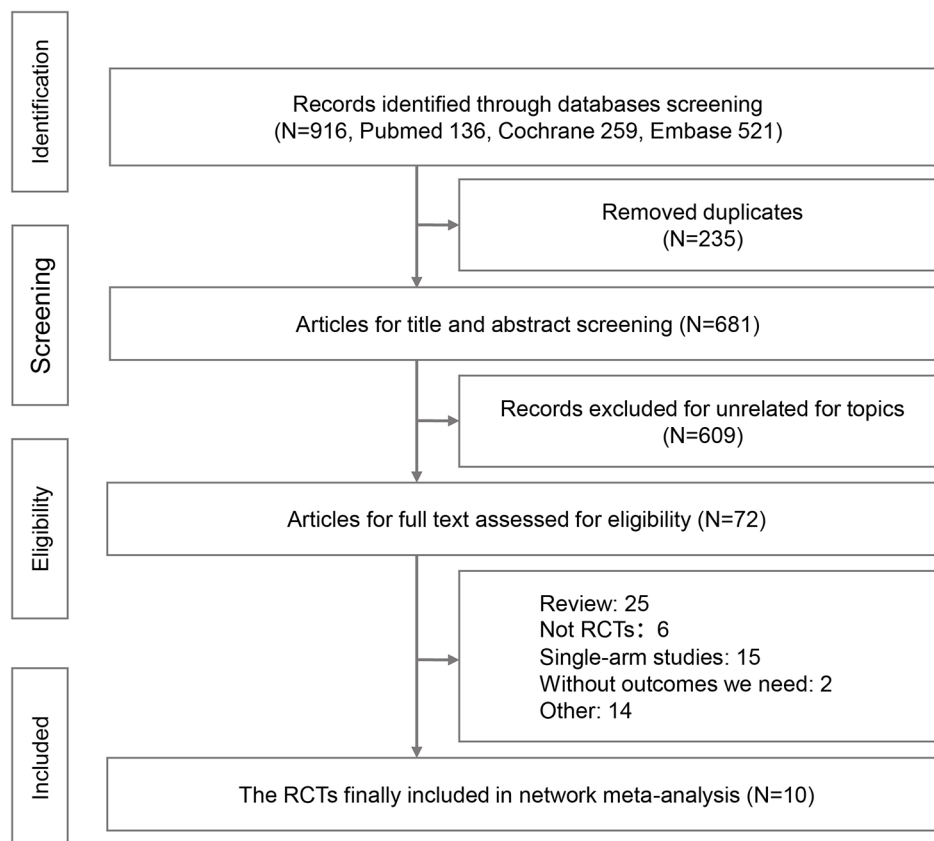 Identification
Records identified through databases screening
(N=916, Pubmed 136, Cochrane 259, Embase 521)
Removed duplicates
(N=235)
Screening
Articles for title and abstract screening (N=681)
Records excluded for unrelated for topics
(N=609)
Eligibility
Articles for full text assessed for eligibility (N=72)
Review: 25
Not RCTs：6
Single-arm studies: 15
Without outcomes we need: 2
Other: 14
Included
The RCTs finally included in network meta-analysis (N=10)